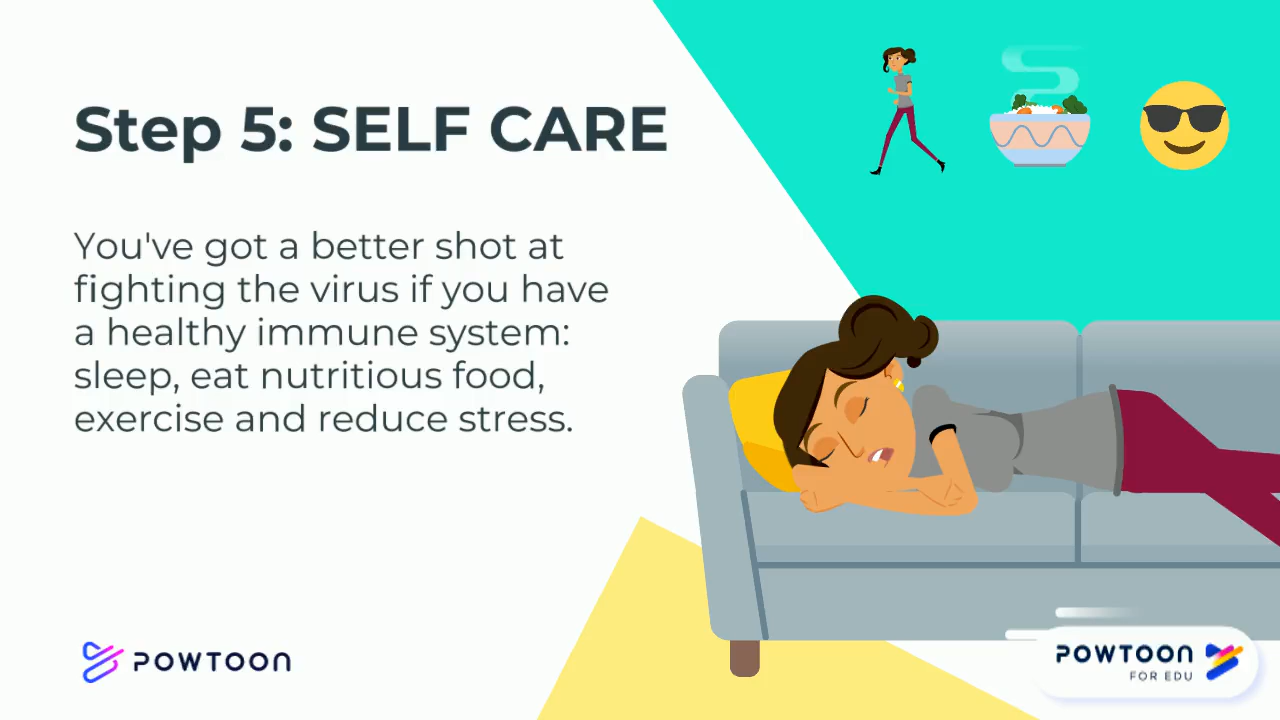 Step 5: SELF CARE
You've got a better shot at
fighting the virus if you have
a healthy immune system:
sleep, eat nutritious food,
exercise and reduce stress.
POWTOON
POWTOON
FOR EDU